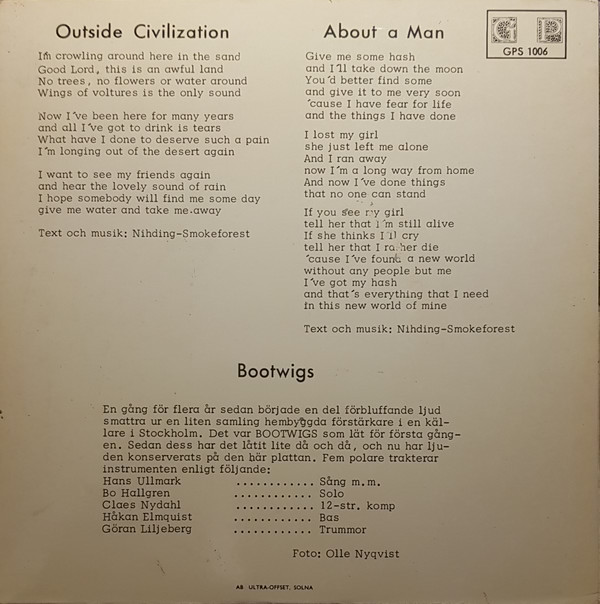 Outside Civilization
I'm crowling around here in the sand
Good Lord, this is an awful land
No trees, no flowers or water around
Wings of voltures is the only sound
Now I've been here for many years
and all I've got to drink is tears
What have I done to deserve such a pain
I'm longing out of the desert again
I want to see my friends again
and hear the lovely sound of rain
I hope somebody will find me some day
give me water and take me away
Text och musik: Nihding-Smokeforest
About a Man
Give me some hash
and I'll take down the moon
You'd better find some
and give it to me very soon
'cause I have fear for life
and the things I have done
I lost my girl
she just left me alone
And I ran away
now I'm a long way from home
And now I've done things
that no one can stand
If you see my girl
tell her that I'm still alive
If she thinks I'll cry
tell her that I rather die
'cause I've found a new world
without any people but me
I've got my hash
and that's everything that I need
in this new world of mine
Text och musik: Nihding-Smokeforest
G P
GPS 1006
Bootwigs
En gång för flera år sedan började en del förbluffande ljud
smattra ur en liten samling hembyggda förstärkare i en käl-
lare i Stockholm. Det var BOOTWIGS som lät för första gång-
en. Sedan dess har det låtit lite då och då, och nu har lju-
den konserverats på den här plattan. Fem polare trakterar
instrumenten enligt följande:
Hans Ullmark ............ Sång m.m.
Bo Hallgren ............ Solo
Claes Nydahl ............ 12-str. komp
Håkan Elmquist ............ Bas
Göran Liljeberg ............ Trummor
Foto: Olle Nyqvist
AB ULTRA-OFFSET, SOLNA